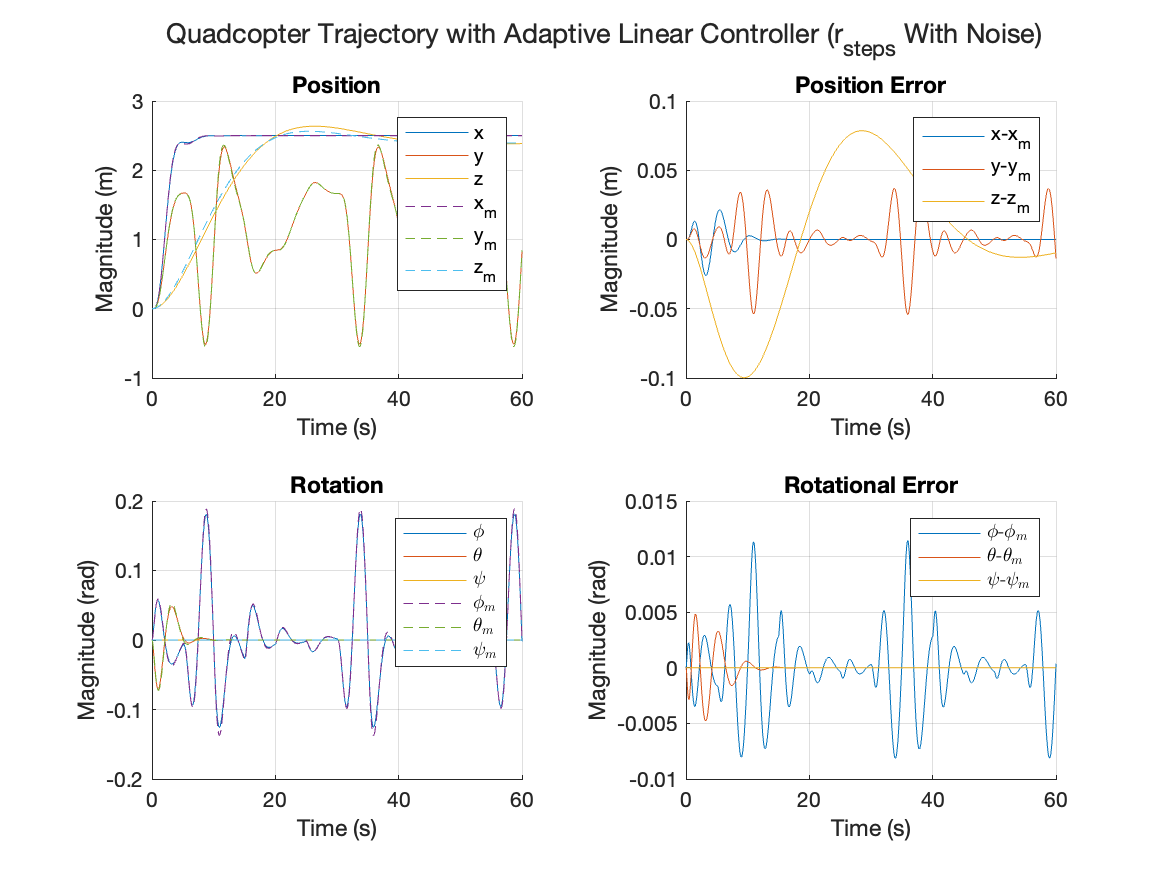 Quadcopter Trajectory with Adaptive Linear Controller (r_steps With Noise)
Position
Magnitude (m)
3
2
1
0
-1
0 20 40 60
Time (s)
x
y
z
x_m
y_m
z_m
Position Error
Magnitude (m)
0.1
0.05
0
-0.05
-0.1
0 20 40 60
Time (s)
x-x_m
y-y_m
z-z_m
Rotation
Magnitude (rad)
0.2
0.1
0
-0.1
-0.2
0 20 40 60
Time (s)
ϕ
θ
ψ
ϕ_m
θ_m
ψ_m
Rotational Error
Magnitude (rad)
0.015
0.01
0.005
0
-0.005
-0.01
0 20 40 60
Time (s)
ϕ-ϕ_m
θ-θ_m
ψ-ψ_m